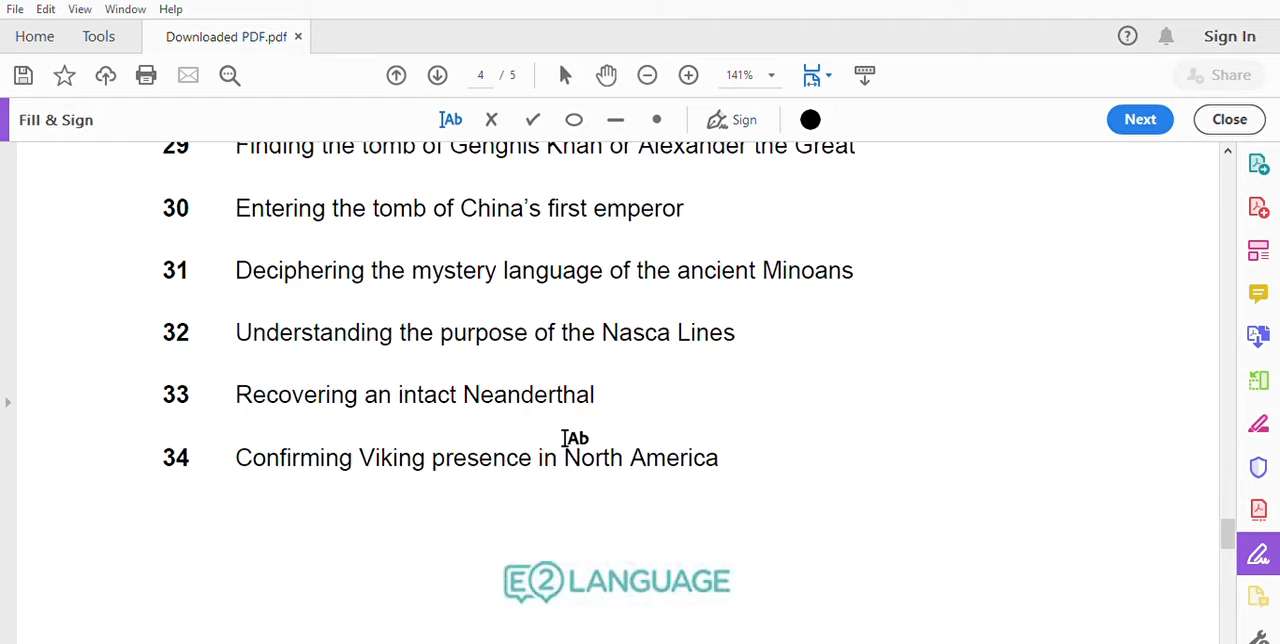 File Edit View Window Help
Home Tools Downloaded PDF.pdf × Sign In
4 / 5 141% Share
Fill & Sign Ab Sign Next Close
29 Finding the tomb of Genghis Khan or Alexander the Great
30 Entering the tomb of China's first emperor
31 Deciphering the mystery language of the ancient Minoans
32 Understanding the purpose of the Nasca Lines
33 Recovering an intact Neanderthal
Ab
34 Confirming Viking presence in North America
E2 LANGUAGE